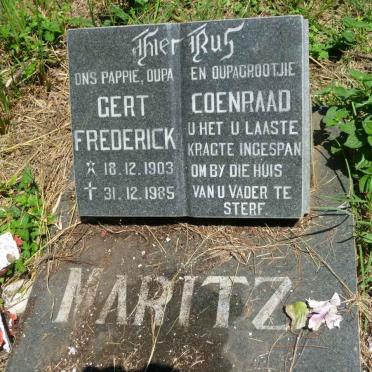 Hier Rus
ONS PAPPIE, OUPA EN OUPAGROOTJIE
GERT COENRAAD
FREDERICK
* 18.12.1903
† 31.12.1985
U HET U LAASTE
KRAGTE INGESPAN
OM BY DIE HUIS
VAN U VADER TE
STERF
MARITZ